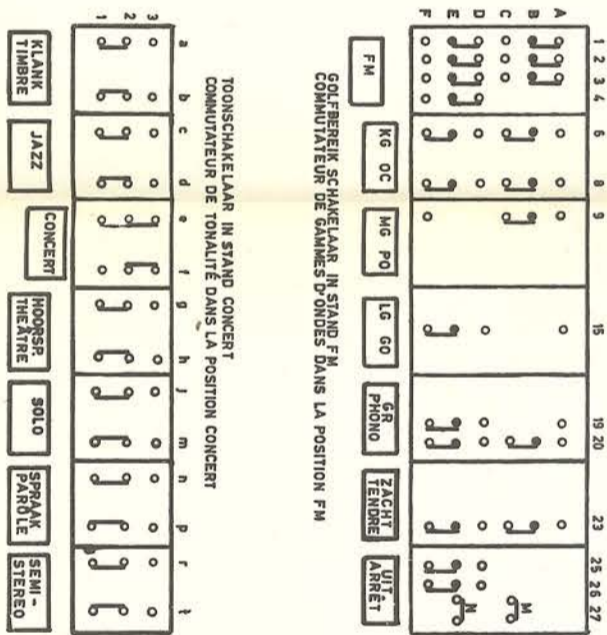 1 2 3 4 6 8 9 15 19 20 23 25 26 27
A
B
C
M
D
N
E
F
FM
KG OC
MG PO
LG GO
GR
PHONO
ZACHT
TENDRE
UIT.
ARRÊT
GOLFBEREIK SCHAKELAAR IN STAND FM
COMMUTATEUR DE GAMMES D'ONDES DANS LA POSITION FM
TOONSCHAKELAAR IN STAND CONCERT
COMMUTATEUR DE TONALITÉ DANS LA POSITION CONCERT
a b c d e f g h j m n p r t
3
2
1
KLANK
TIMBRE
JAZZ
CONCERT
HOORSP.
THEÂTRE
SOLO
SPRAAK
PAROLE
SEMI-
STEREO